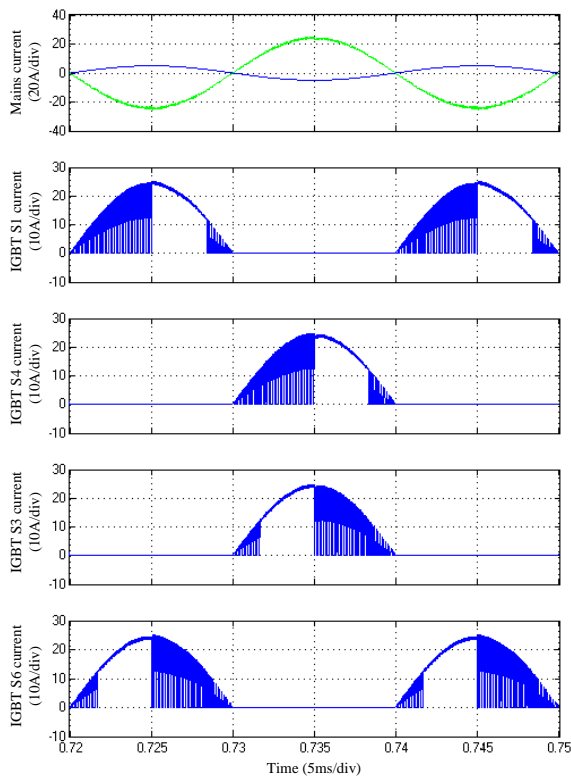 Mains current
(20A/div)
40
20
0
-20
-40
IGBT S1 current
(10A/div)
30
20
10
0
-10
IGBT S4 current
(10A/div)
30
20
10
0
-10
IGBT S3 current
(10A/div)
30
20
10
0
-10
IGBT S6 current
(10A/div)
30
20
10
0
-10
0.72 0.725 0.73 0.735 0.74 0.745 0.75
Time (5ms/div)